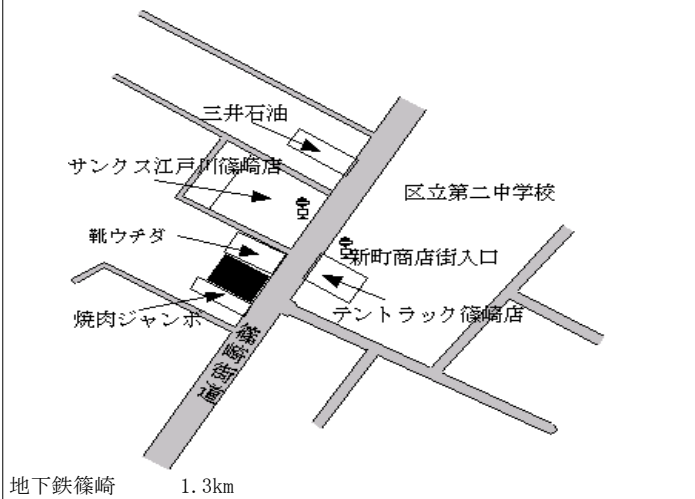 三井石油
サンクス江戸川篠崎店
区立第二中学校
靴ウチダ
新町商店街入口
焼肉ジャンボ
テントラック篠崎店
篠崎街道
地下鉄篠崎 1.3km